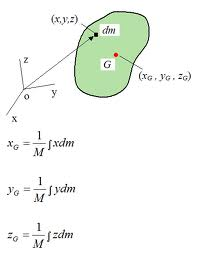 (x,y,z) dm
z
G
o y
(x_G , y_G , z_G)
x
x_G = 1/M ∫ xdm
y_G = 1/M ∫ ydm
z_G = 1/M ∫ zdm